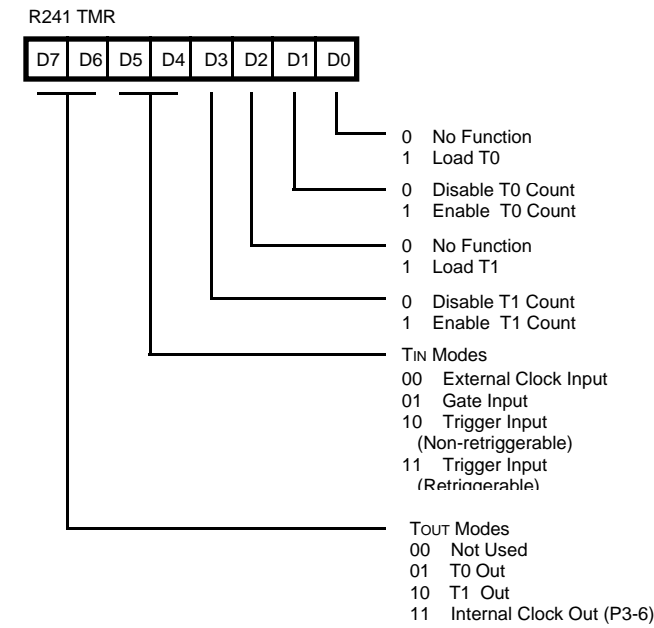 R241 TMR
D7 D6 D5 D4 D3 D2 D1 D0
0 No Function
1 Load T0
0 Disable T0 Count
1 Enable T0 Count
0 No Function
1 Load T1
0 Disable T1 Count
1 Enable T1 Count
TIN Modes
00 External Clock Input
01 Gate Input
10 Trigger Input
(Non-retriggerable)
11 Trigger Input
(Retriggerable)
TOUT Modes
00 Not Used
01 T0 Out
10 T1 Out
11 Internal Clock Out (P3-6)